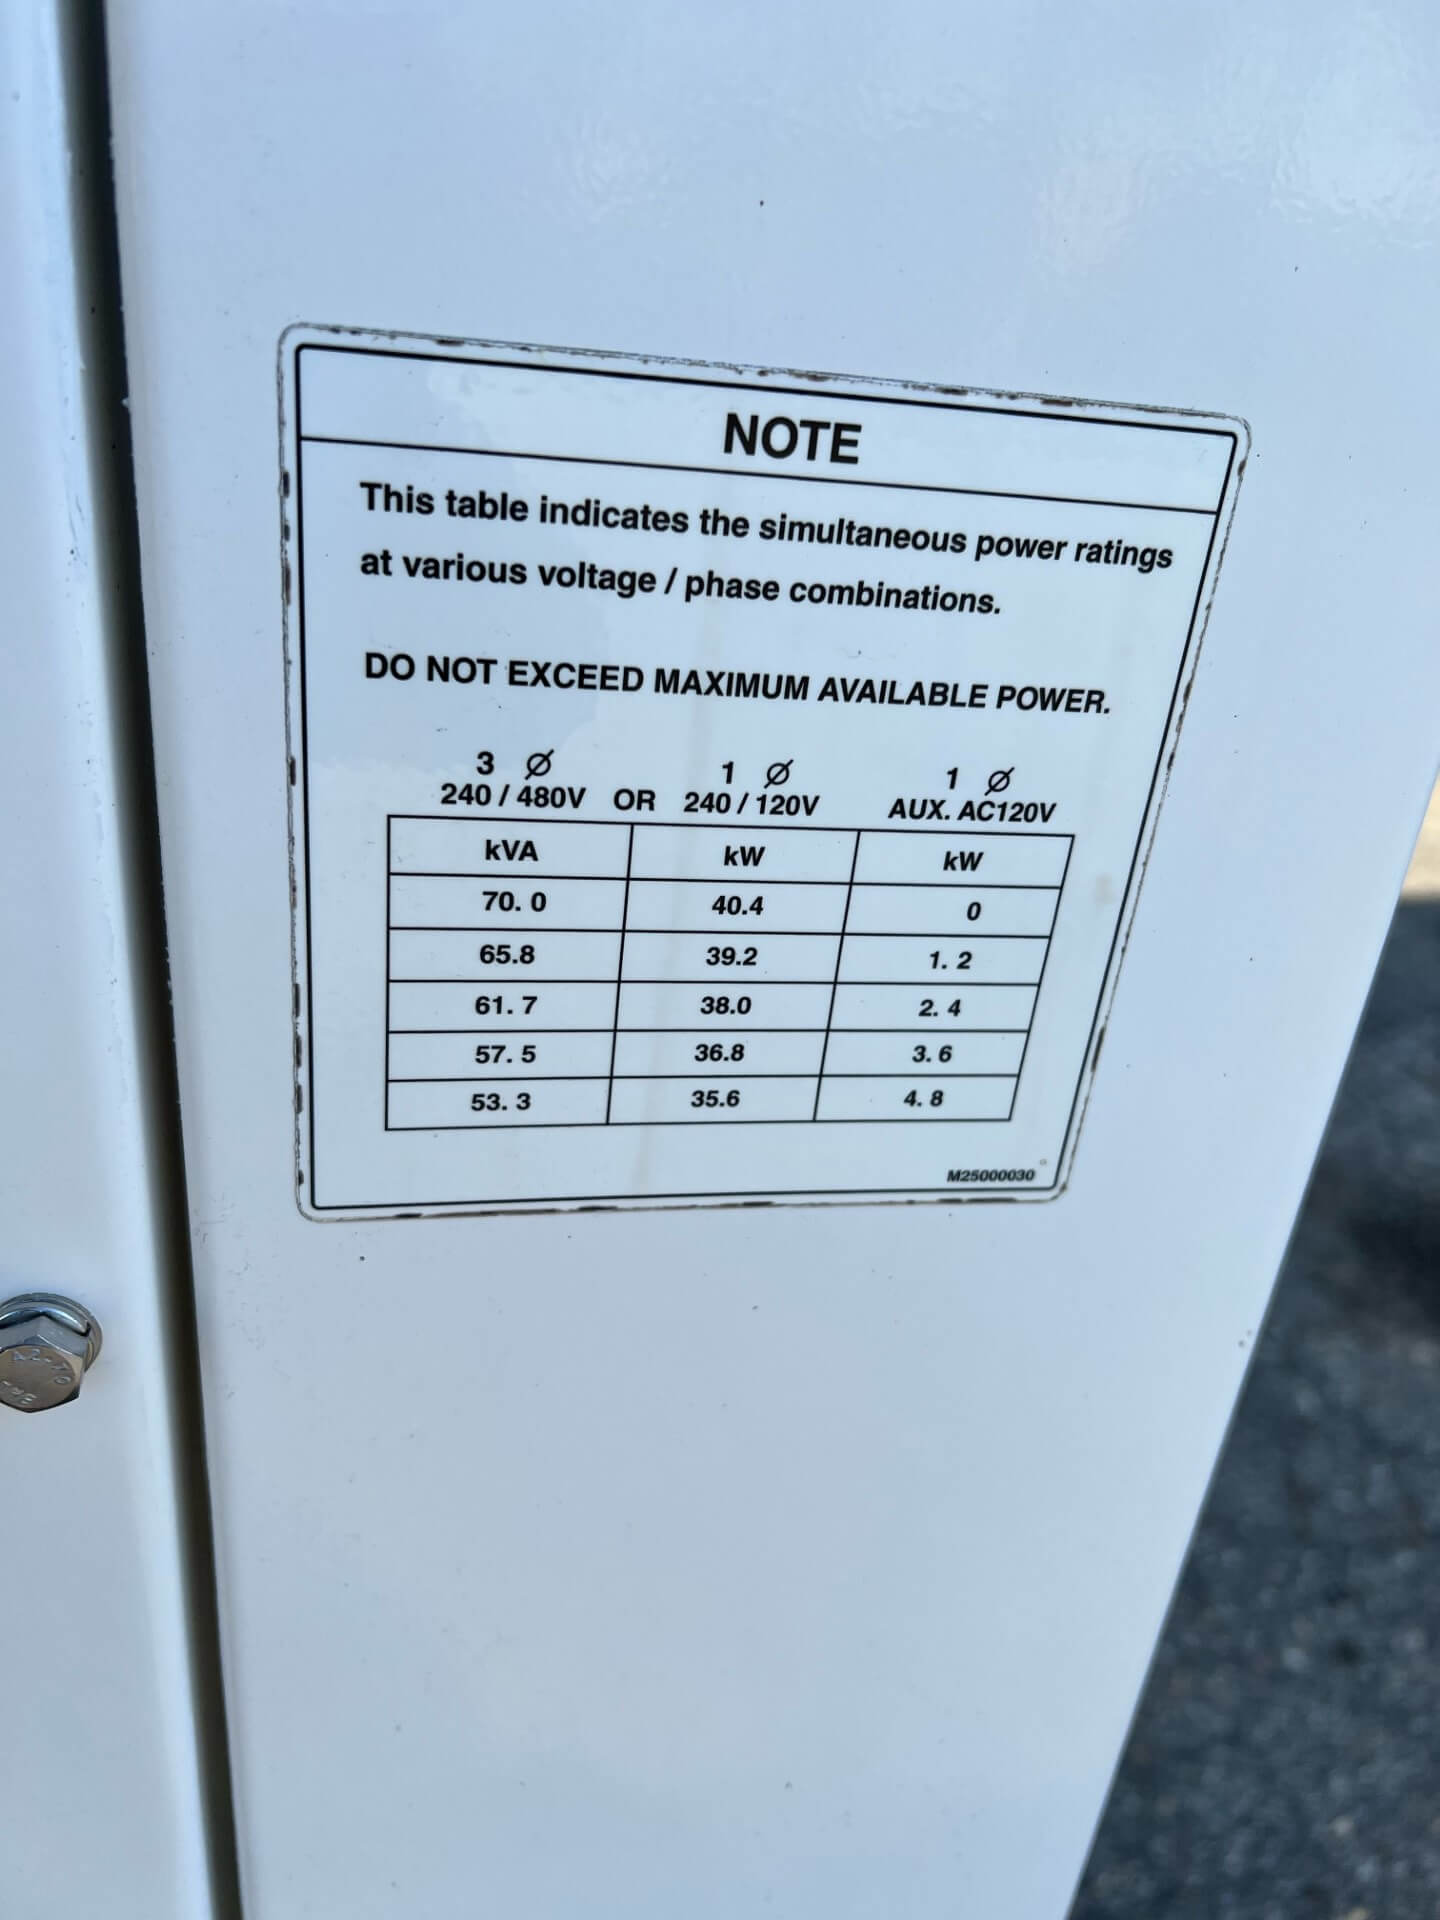 NOTE
This table indicates the simultaneous power ratings
at various voltage / phase combinations.
DO NOT EXCEED MAXIMUM AVAILABLE POWER.
3 Ø 1 Ø 1 Ø
240 / 480V OR 240 / 120V AUX. AC120V
kVA kW kW
70. 0 40.4 0
65.8 39.2 1. 2
61. 7 38.0 2. 4
57. 5 36.8 3. 6
53. 3 35.6 4. 8
M25000030
A2-70